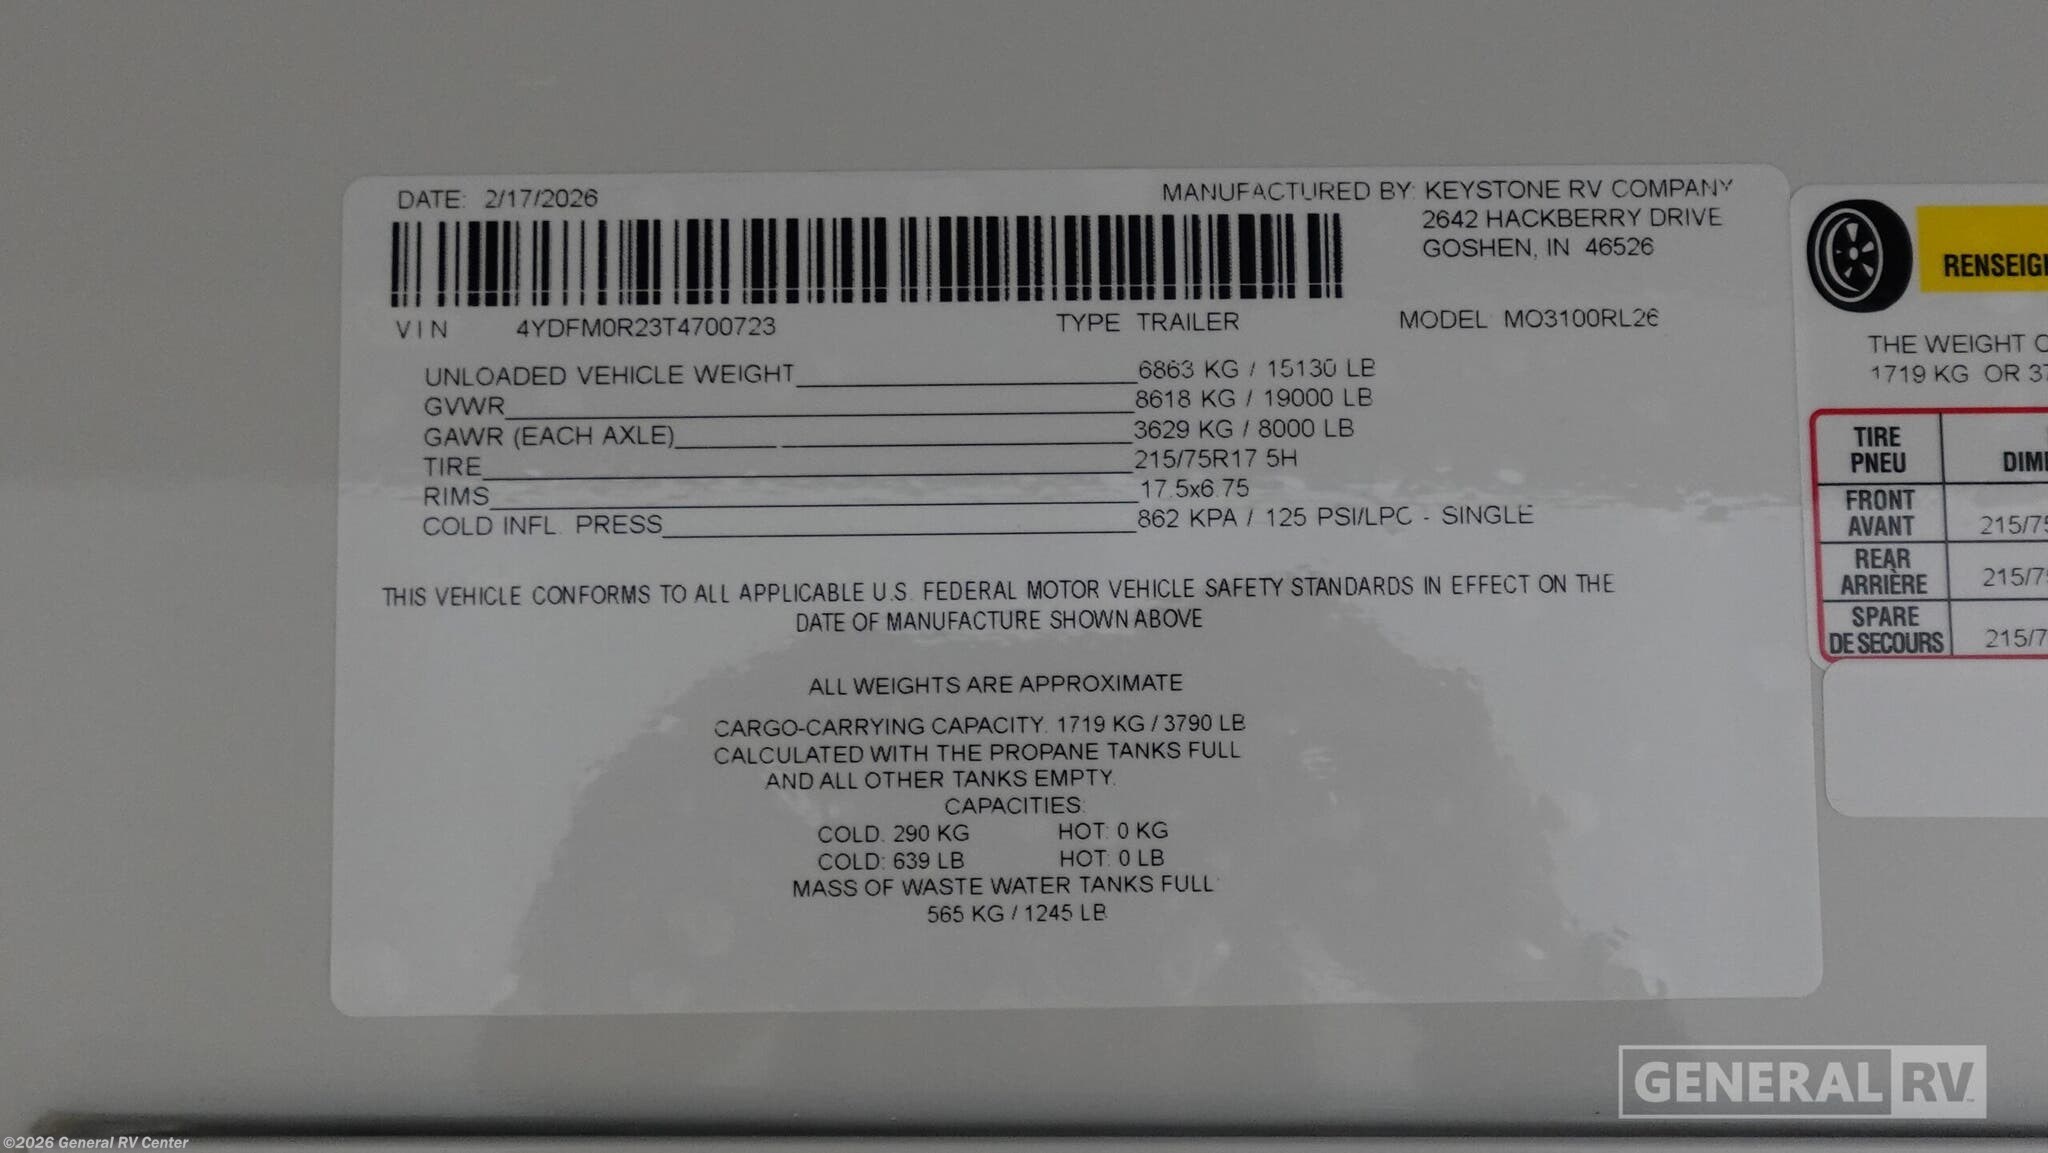 DATE: 2/17/2026
MANUFACTURED BY: KEYSTONE RV COMPANY
2642 HACKBERRY DRIVE
GOSHEN, IN 46526
VIN 4YDFM0R23T4700723 TYPE TRAILER MODEL MO3100RL26
UNLOADED VEHICLE WEIGHT 6863 KG / 15130 LB
GVWR 8618 KG / 19000 LB
GAWR (EACH AXLE) 3629 KG / 8000 LB
TIRE 215/75R17 5H
RIMS 17.5x6.75
COLD INFL. PRESS 862 KPA / 125 PSI/LPC - SINGLE
THIS VEHICLE CONFORMS TO ALL APPLICABLE U.S. FEDERAL MOTOR VEHICLE SAFETY STANDARDS IN EFFECT ON THE
DATE OF MANUFACTURE SHOWN ABOVE
ALL WEIGHTS ARE APPROXIMATE
CARGO-CARRYING CAPACITY. 1719 KG / 3790 LB
CALCULATED WITH THE PROPANE TANKS FULL
AND ALL OTHER TANKS EMPTY.
CAPACITIES:
COLD. 290 KG HOT: 0 KG
COLD: 639 LB HOT: 0 LB
MASS OF WASTE WATER TANKS FULL
565 KG / 1245 LB
RENSEIG
THE WEIGHT O
1719 KG OR 37
TIRE
PNEU
DIM
FRONT
AVANT 215/75
REAR
ARRIÈRE 215/7
SPARE
DE SECOURS 215/7
GENERAL RV
©2026 General RV Center